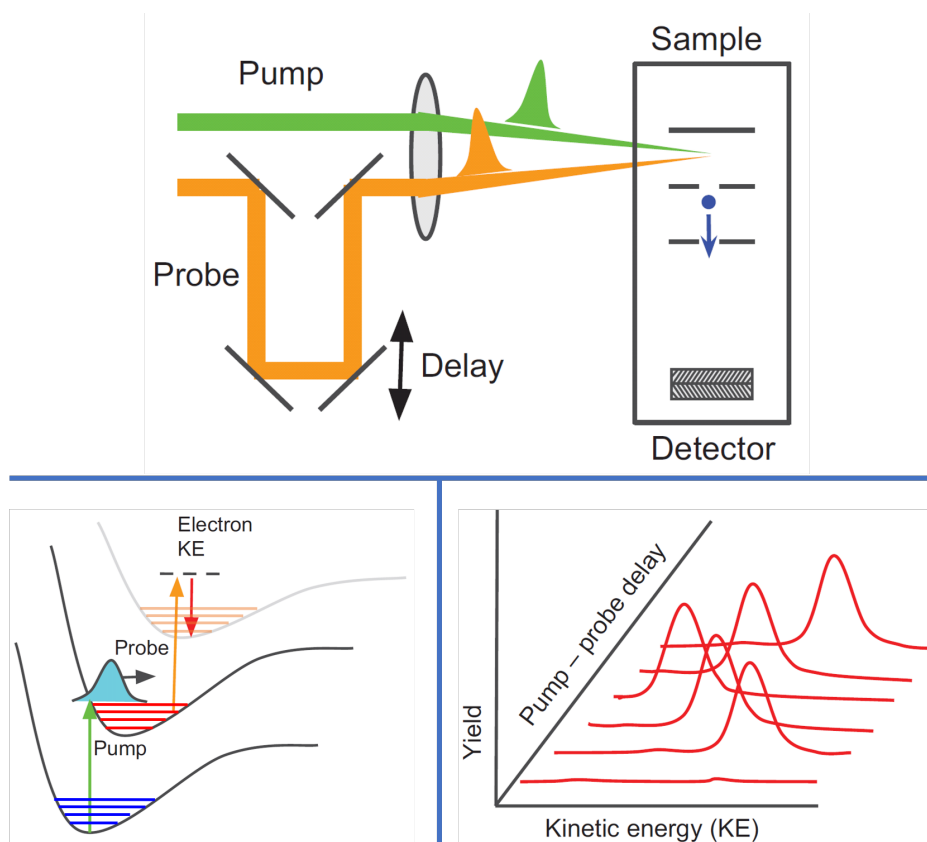 Sample
Pump
Probe
Delay
Detector
Electron
KE
Probe
Pump
Pump – probe delay
Yield
Kinetic energy (KE)